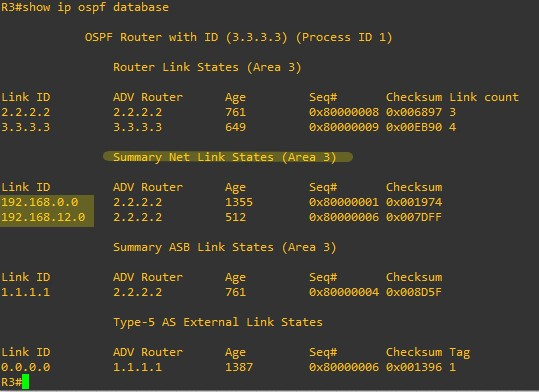 R3#show ip ospf database
OSPF Router with ID (3.3.3.3) (Process ID 1)
Router Link States (Area 3)
Link ID ADV Router Age Seq# Checksum Link count
2.2.2.2 2.2.2.2 761 0x80000008 0x006897 3
3.3.3.3 3.3.3.3 649 0x80000009 0x00EB90 4
Summary Net Link States (Area 3)
Link ID ADV Router Age Seq# Checksum
192.168.0.0 2.2.2.2 1355 0x80000001 0x001974
192.168.12.0 2.2.2.2 512 0x80000006 0x007DFF
Summary ASB Link States (Area 3)
Link ID ADV Router Age Seq# Checksum
1.1.1.1 2.2.2.2 761 0x80000004 0x008D5F
Type-5 AS External Link States
Link ID ADV Router Age Seq# Checksum Tag
0.0.0.0 1.1.1.1 1387 0x80000006 0x001396 1
R3#